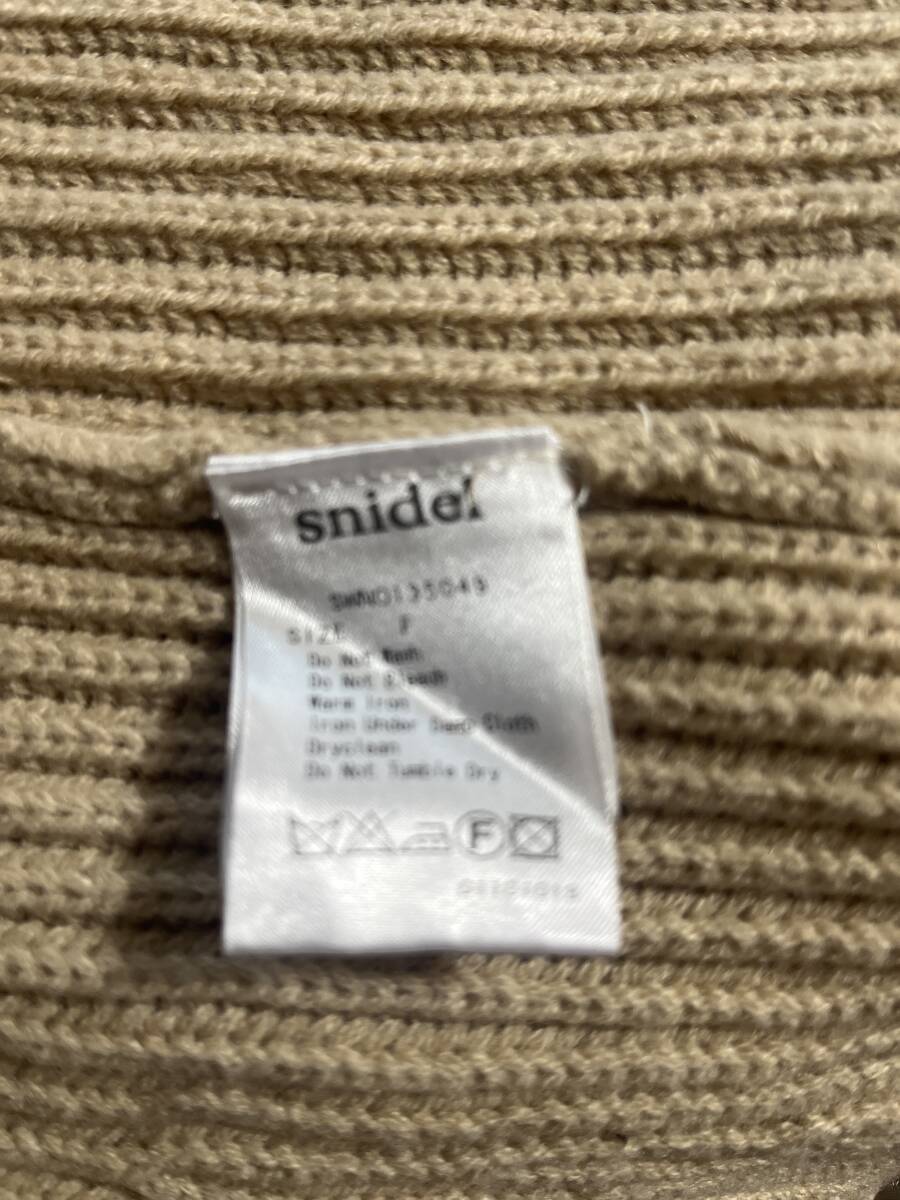 snidel
SWNO135049
SIZE F
Do Not Wash
Do Not Bleach
Warm Iron
Iron Under Damp Cloth
Dryclean
Do Not Tumble Dry
F